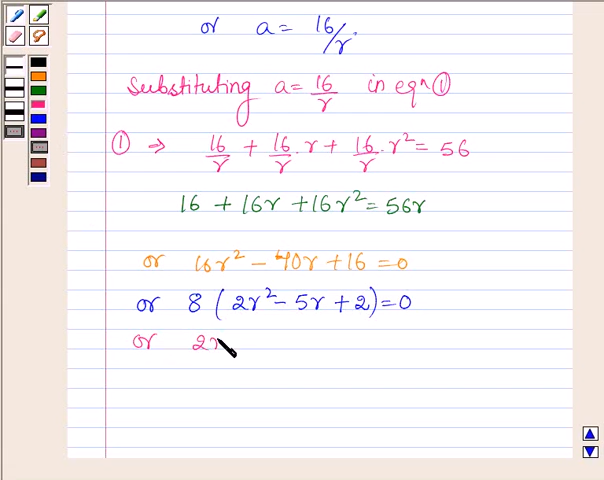 or a = 16/r.
Substituting a = 16/r in eqn ①
① ⇒ 16/r + 16/r · r + 16/r · r² = 56
16 + 16r + 16r² = 56r
or 16r² - 40r + 16 = 0
or 8 ( 2r² - 5r + 2 ) = 0
or 2r